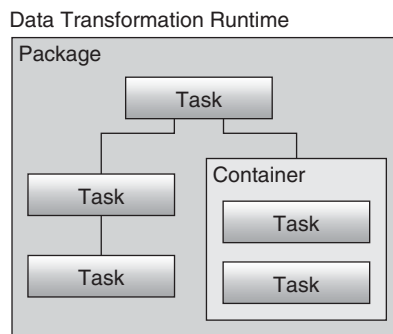 Data Transformation Runtime
Package
Task
Task
Container
Task
Task
Task